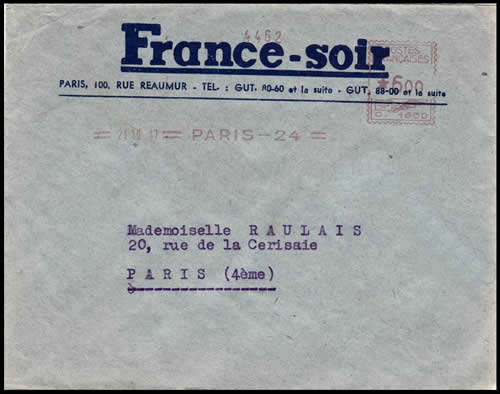 4462
France-soir
POSTES
FRANÇAISES
PARIS, 100, RUE REAUMUR - TEL. : GUT. 80-60 et la suite - GUT. 88-00 et la suite
PARIS-24
Mademoiselle RAULAIS
20, rue de la Cerisaie
PARIS (4ème)